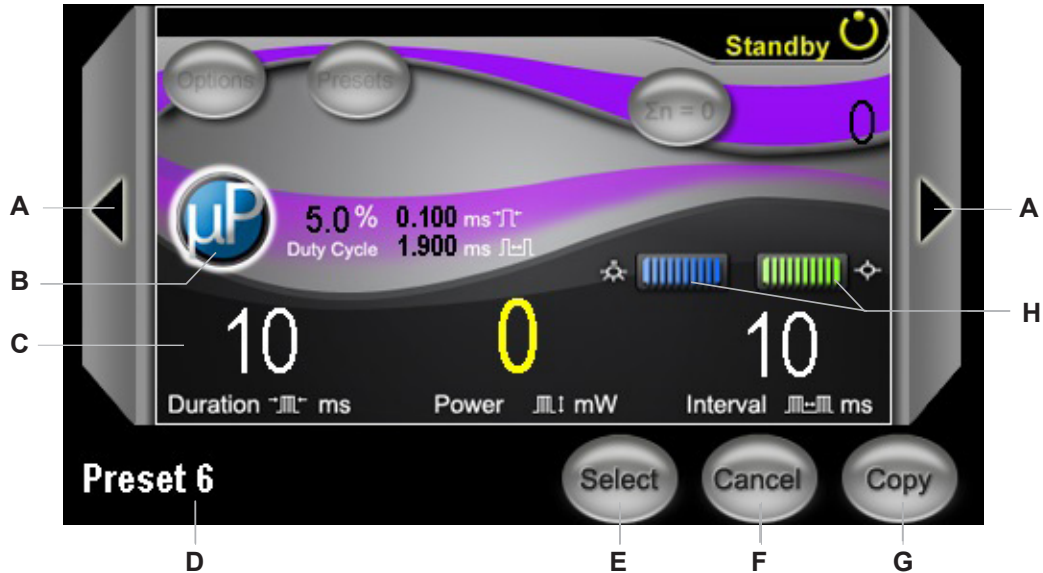 Standby
Options
Presets
Σn = 0
0
A
A
µP
5.0% 0.100 ms
Duty Cycle 1.900 ms
B
H
C
10
0
10
Duration ms
Power mW
Interval ms
Preset 6
Select
Cancel
Copy
D
E
F
G